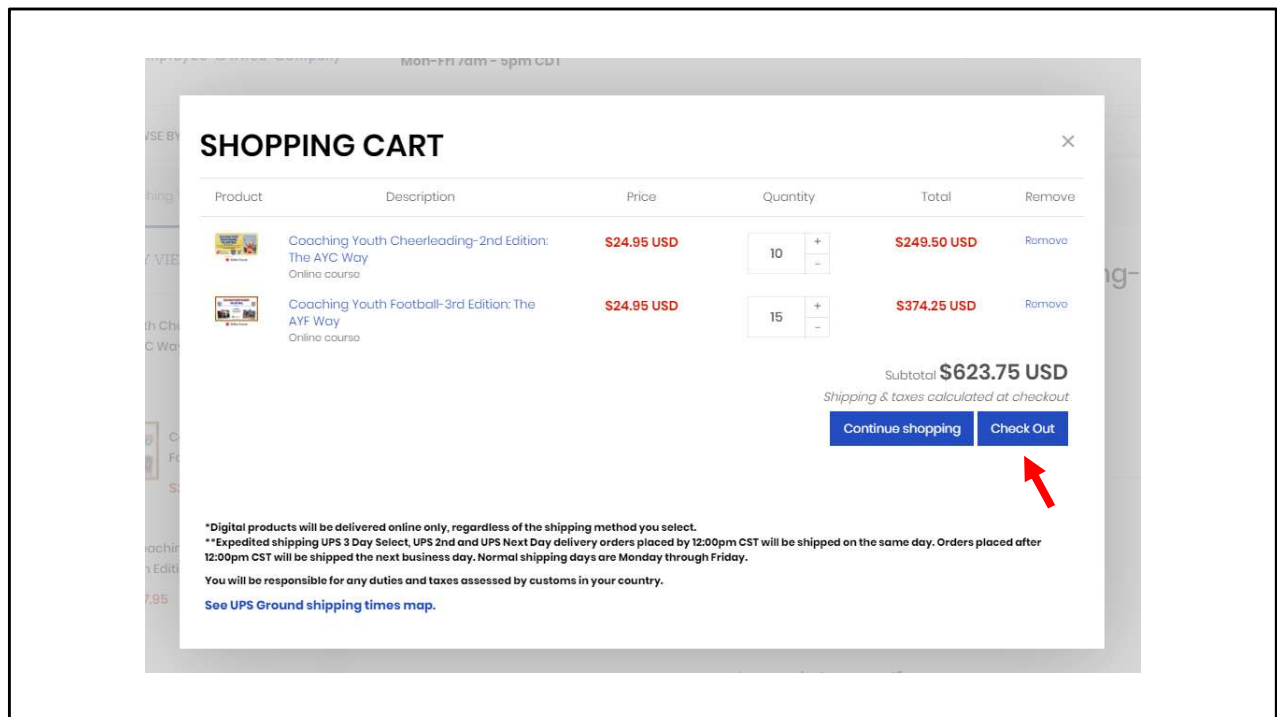 Mon-Fri 7am - 5pm CDT
SHOPPING CART
×
Product Description Price Quantity Total Remove
Coaching Youth Cheerleading-2nd Edition: $24.95 USD 10 + $249.50 USD Remove
The AYC Way -
Online course
Coaching Youth Football-3rd Edition: The $24.95 USD 15 + $374.25 USD Remove
AYF Way -
Online course
Subtotal $623.75 USD
Shipping & taxes calculated at checkout
Continue shopping Check Out
*Digital products will be delivered online only, regardless of the shipping method you select.
**Expedited shipping UPS 3 Day Select, UPS 2nd and UPS Next Day delivery orders placed by 12:00pm CST will be shipped on the same day. Orders placed after
12:00pm CST will be shipped the next business day. Normal shipping days are Monday through Friday.
You will be responsible for any duties and taxes assessed by customs in your country.
See UPS Ground shipping times map.